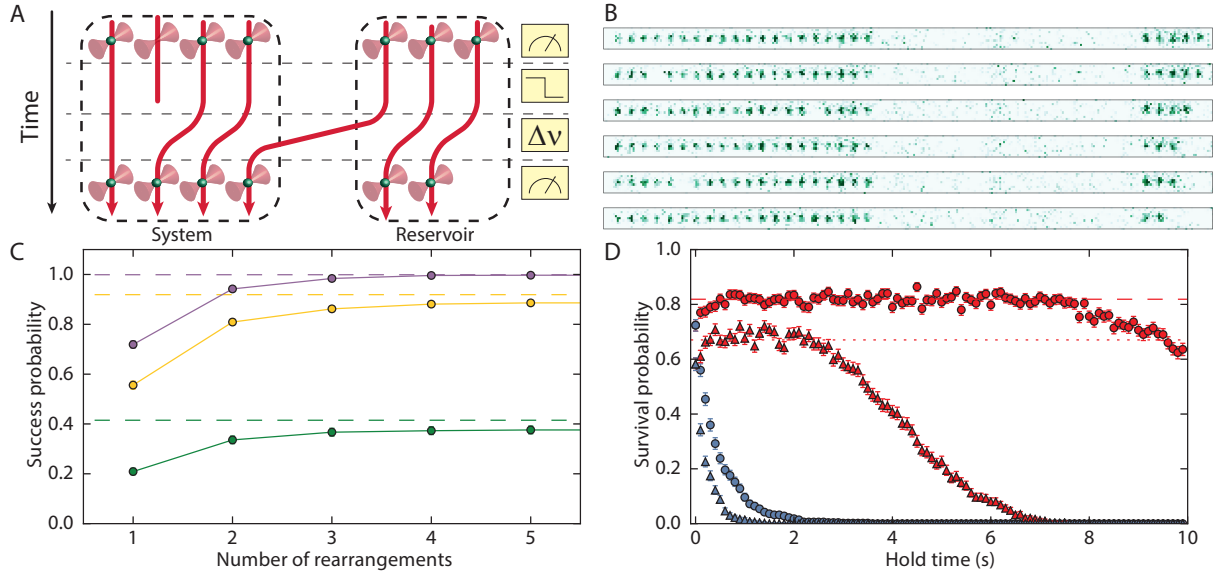 A
Time
Δν
System
Reservoir
B
C
Success probability
1.0
0.8
0.6
0.4
0.2
0.0
1
2
3
4
5
Number of rearrangements
D
Survival probability
1.0
0.8
0.6
0.4
0.2
0.0
0
2
4
6
8
10
Hold time (s)